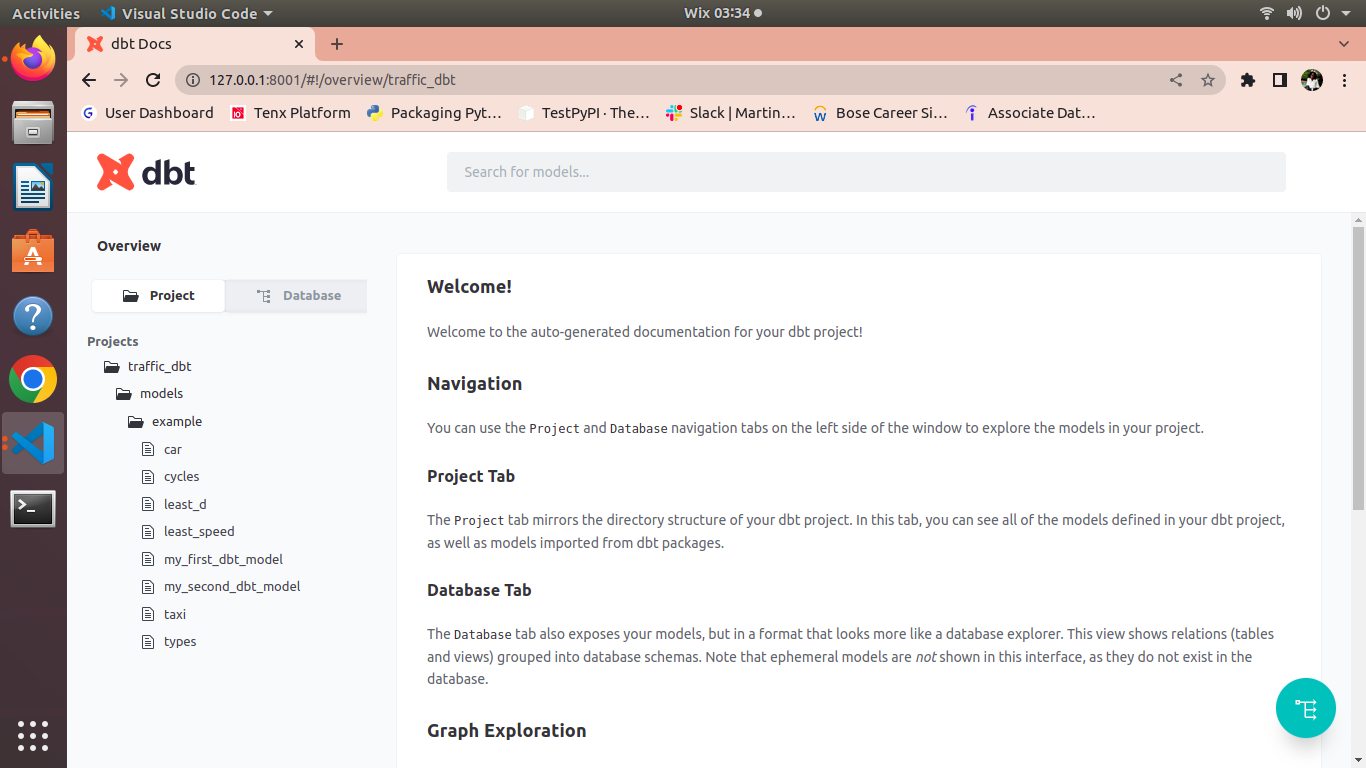 Activities
Visual Studio Code
Wix 03:34
dbt Docs
127.0.0.1:8001/#!/overview/traffic_dbt
User Dashboard
Tenx Platform
Packaging Pyt...
TestPyPI · The...
Slack | Martin...
Bose Career Si...
Associate Dat...
dbt
Search for models...
Overview
Project
Database
Projects
traffic_dbt
models
example
car
cycles
least_d
least_speed
my_first_dbt_model
my_second_dbt_model
taxi
types
Welcome!
Welcome to the auto-generated documentation for your dbt project!
Navigation
You can use the Project and Database navigation tabs on the left side of the window to explore the models in your project.
Project Tab
The Project tab mirrors the directory structure of your dbt project. In this tab, you can see all of the models defined in your dbt project,
as well as models imported from dbt packages.
Database Tab
The Database tab also exposes your models, but in a format that looks more like a database explorer. This view shows relations (tables
and views) grouped into database schemas. Note that ephemeral models are not shown in this interface, as they do not exist in the
database.
Graph Exploration